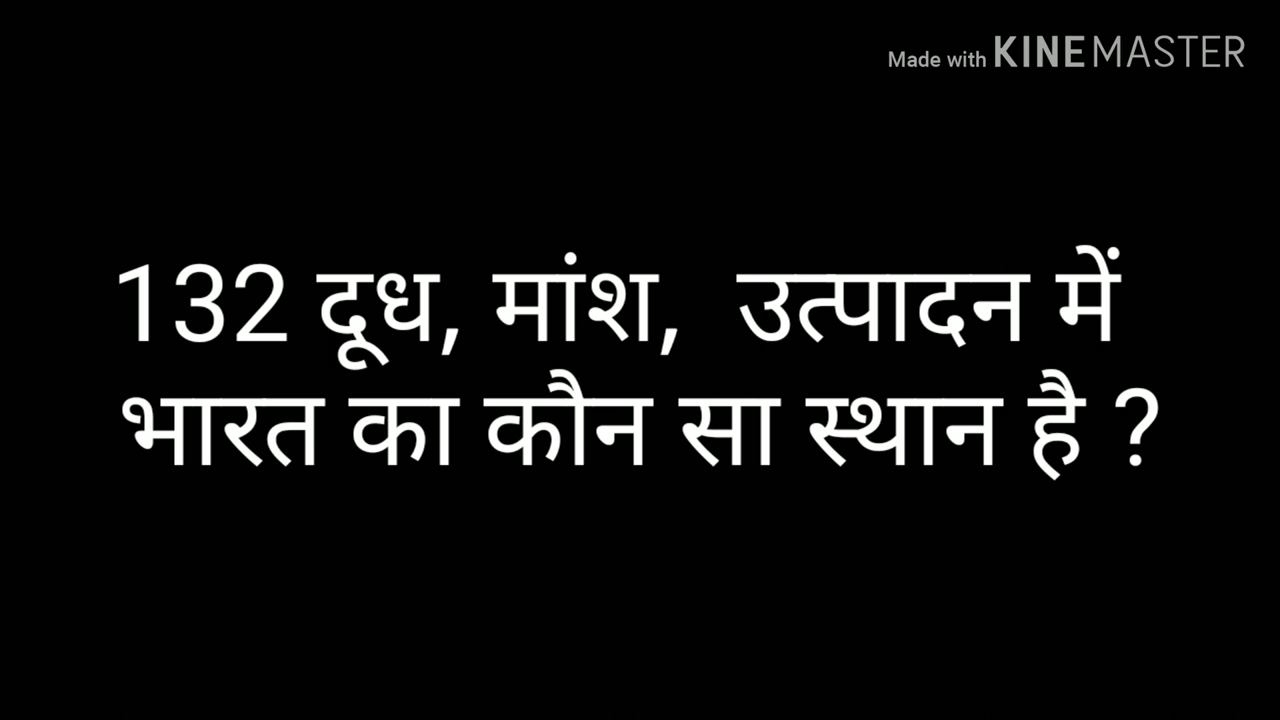 Made with KINEMASTER
132 दूध, मांश, उत्पादन में
भारत का कौन सा स्थान है ?